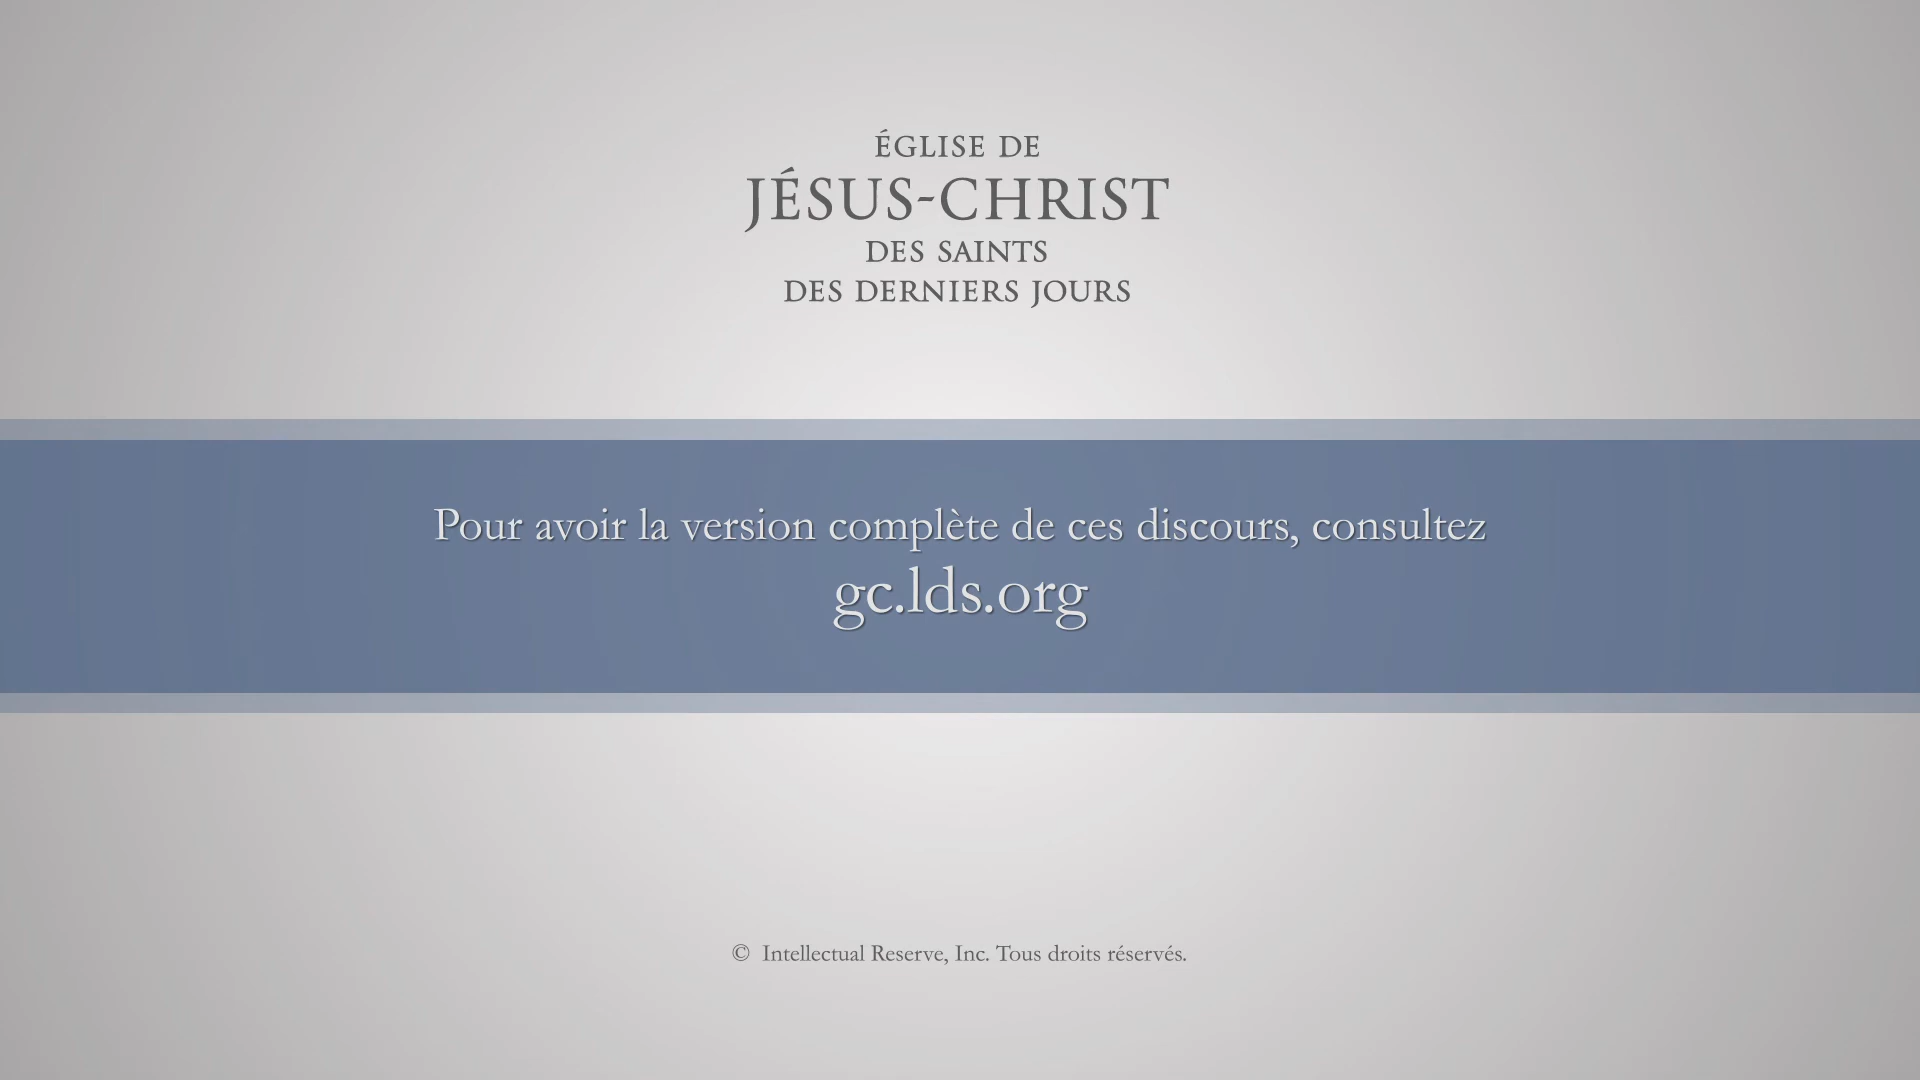 ÉGLISE DE
JÉSUS-CHRIST
DES SAINTS
DES DERNIERS JOURS
Pour avoir la version complète de ces discours, consultez
gc.lds.org
© Intellectual Reserve, Inc. Tous droits réservés.